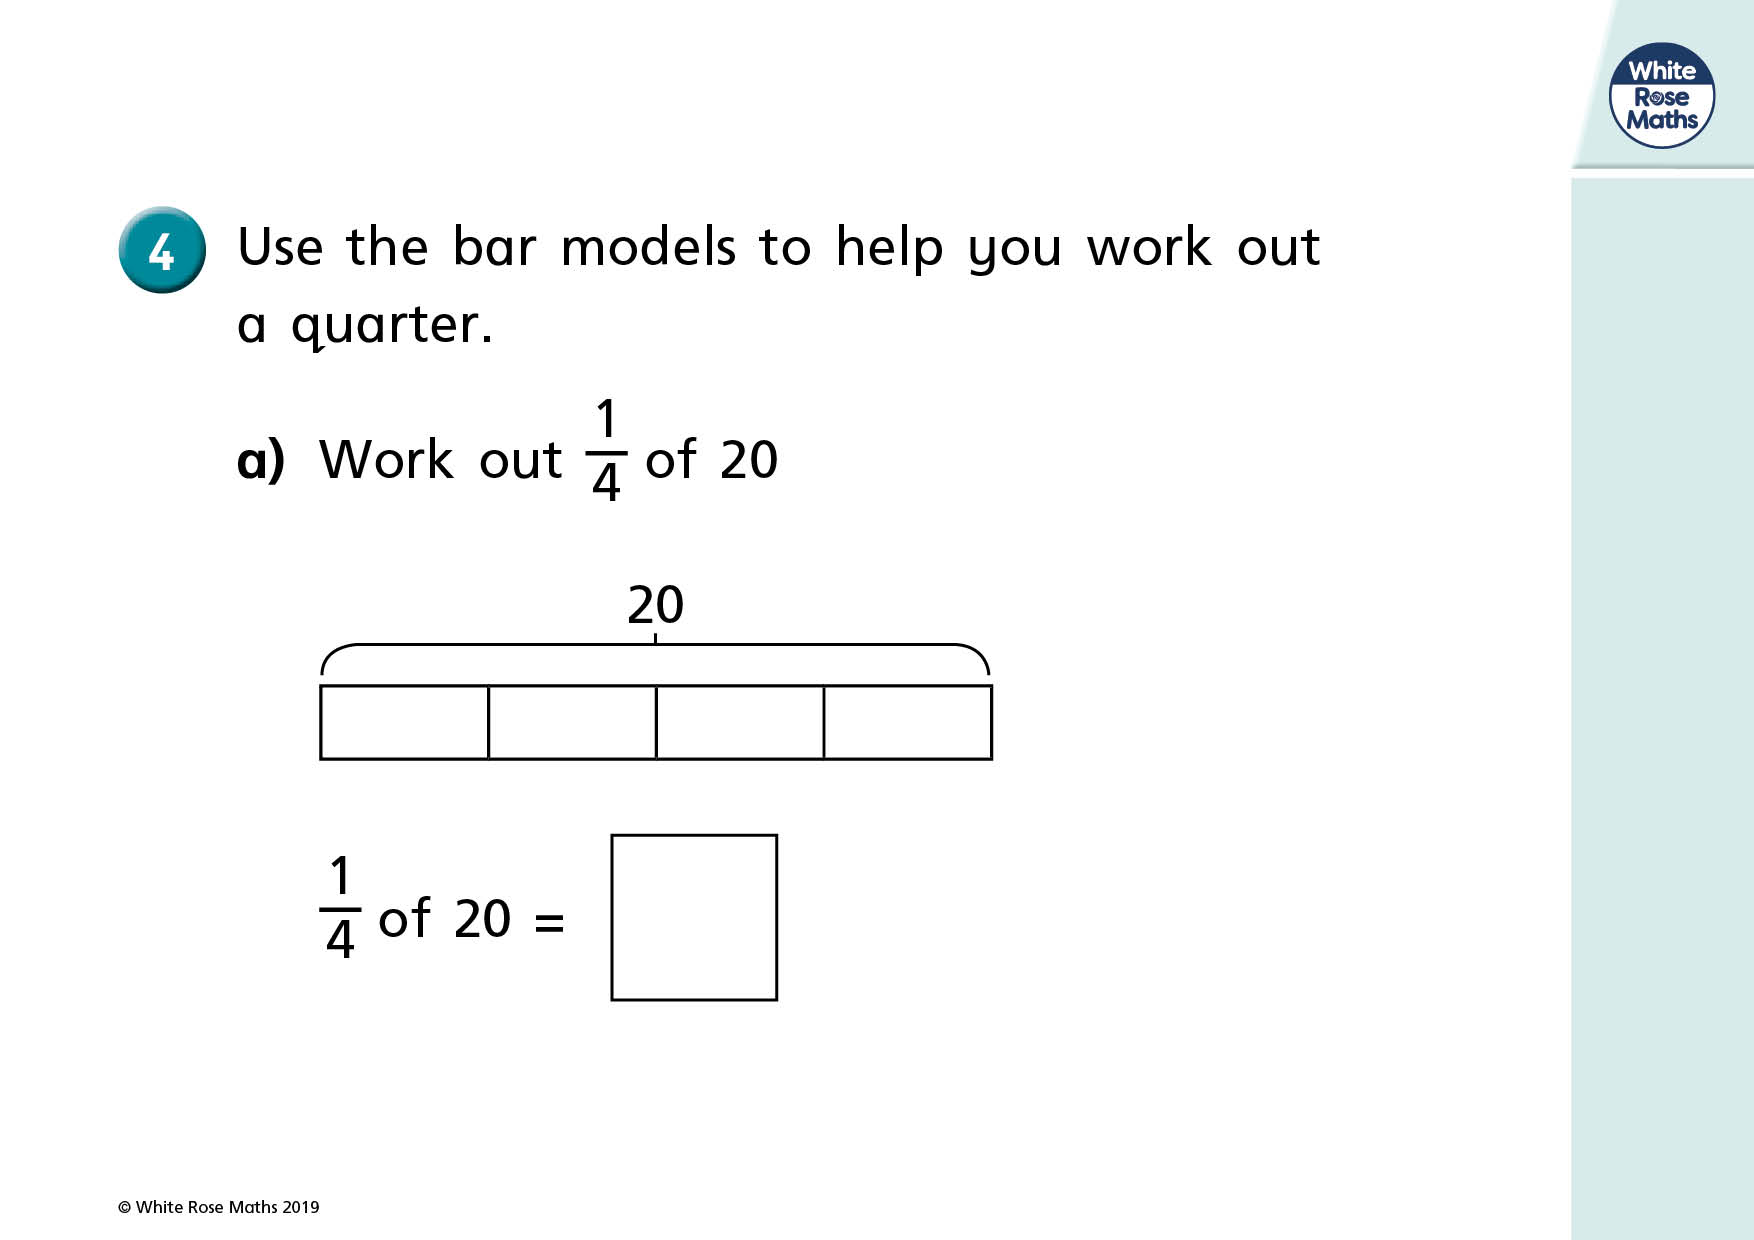 White
Rose
Maths
4 Use the bar models to help you work out
a quarter.
a) Work out 1/4 of 20
20
1/4 of 20 =
© White Rose Maths 2019